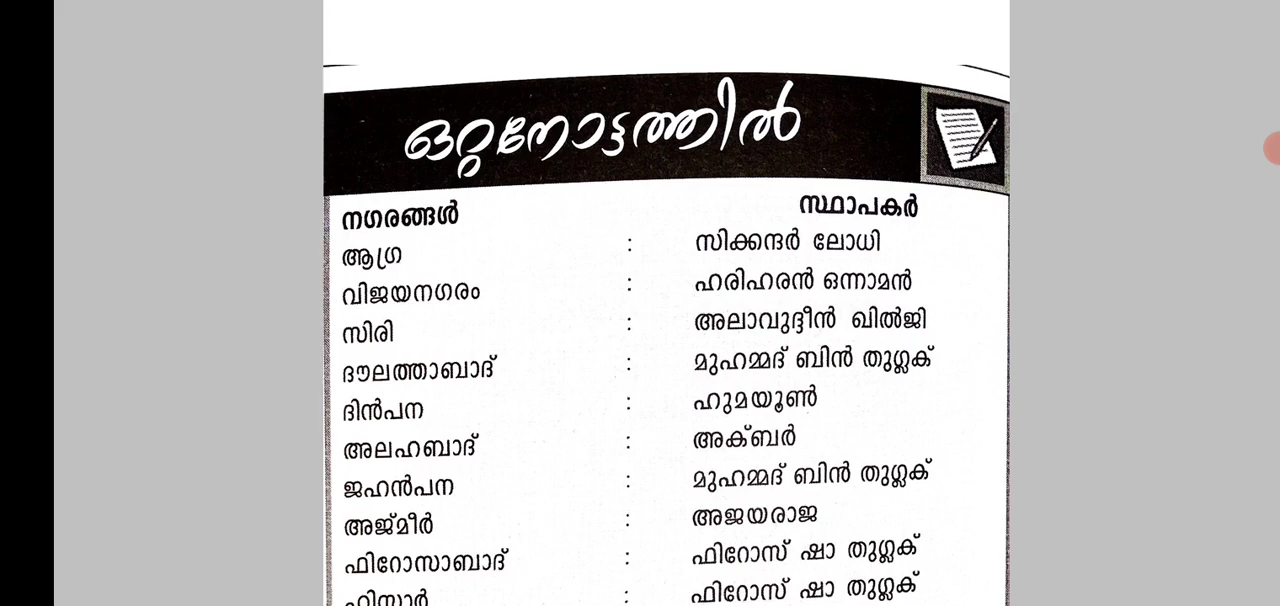 ഒറ്റനോട്ടത്തിൽ
നഗരങ്ങൾ സ്ഥാപകർ
ആഗ്ര : സിക്കന്ദർ ലോധി
വിജയനഗരം : ഹരിഹരൻ ഒന്നാമൻ
സിരി : അലാവുദ്ദീൻ ഖിൽജി
ദൗലത്താബാദ് : മുഹമ്മദ് ബിൻ തുഗ്ലക്
ദിൻപന : ഹുമയൂൺ
അലഹബാദ് : അക്ബർ
ജഹൻപന : മുഹമ്മദ് ബിൻ തുഗ്ലക്
അജ്മീർ : അജയരാജ
ഫിറോസാബാദ് : ഫിറോസ് ഷാ തുഗ്ലക്
ഹിസ്സാർ : ഫിറോസ് ഷാ തുഗ്ലക്